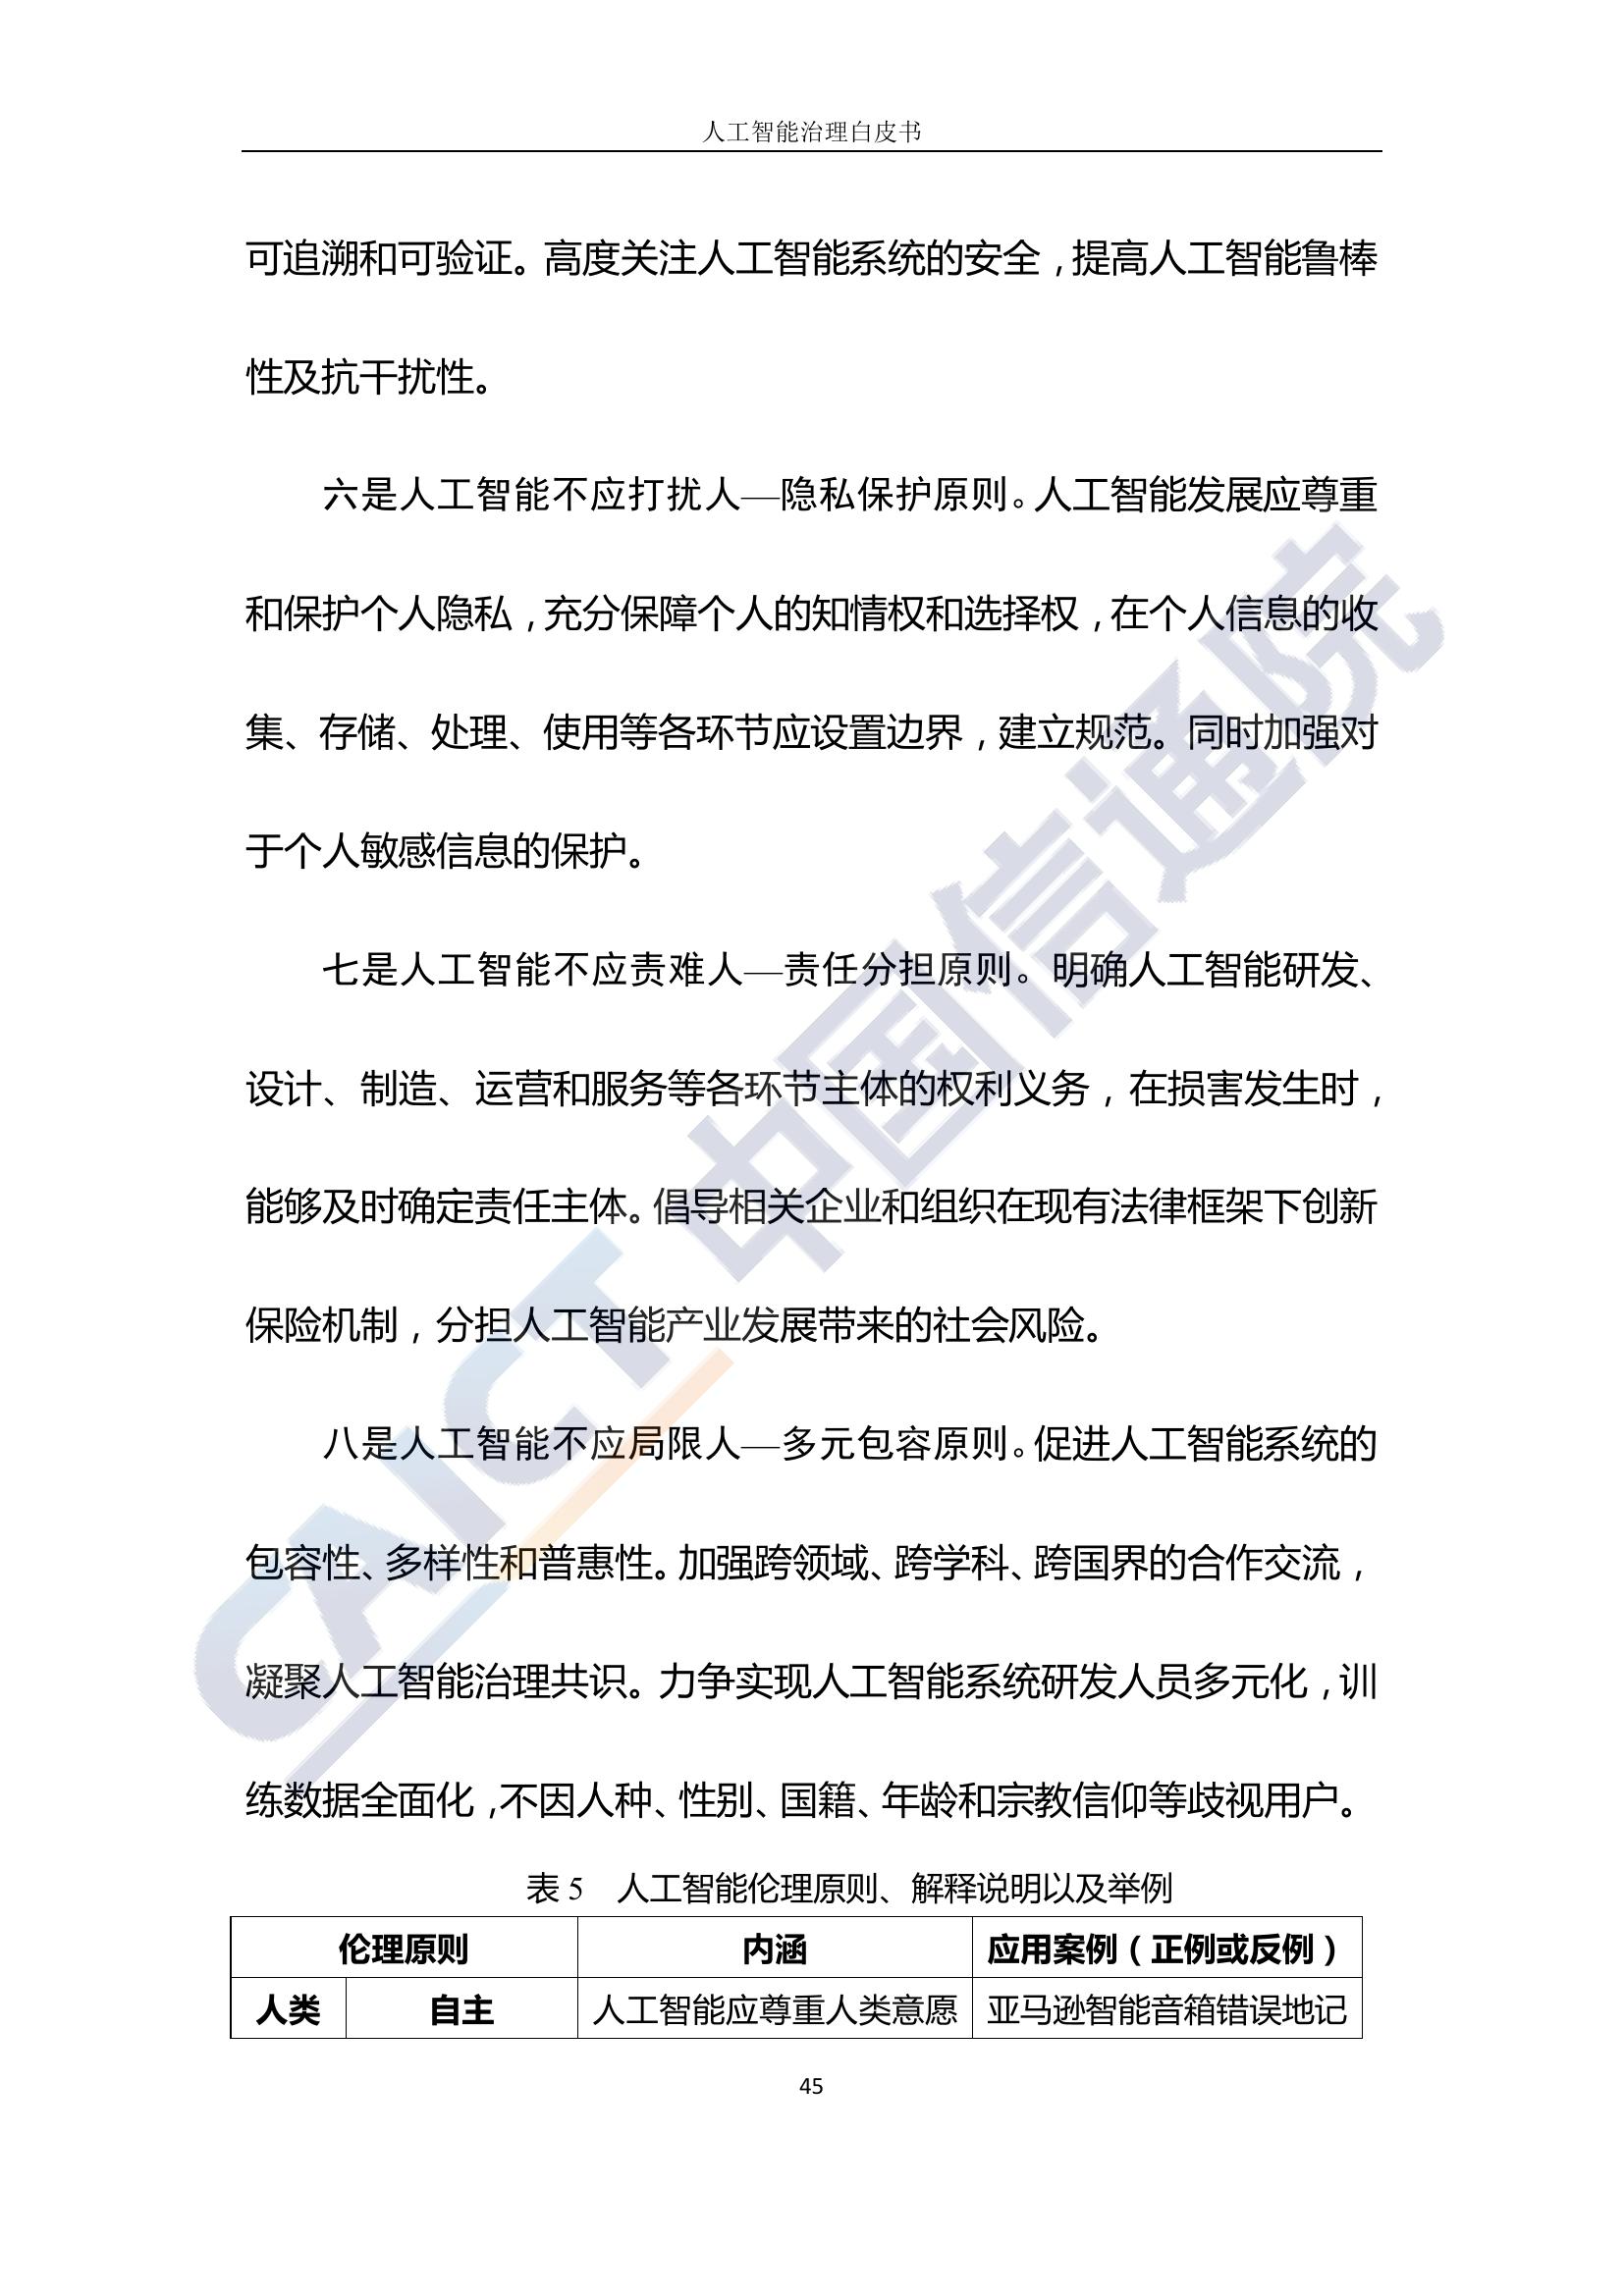 人工智能治理白皮书
可追溯和可验证。高度关注人工智能系统的安全，提高人工智能鲁棒
性及抗干扰性。
六是人工智能不应打扰人—隐私保护原则。人工智能发展应尊重
和保护个人隐私，充分保障个人的知情权和选择权，在个人信息的收
集、存储、处理、使用等各环节应设置边界，建立规范。同时加强对
于个人敏感信息的保护。
七是人工智能不应责难人—责任分担原则。明确人工智能研发、
设计、制造、运营和服务等各环节主体的权利义务，在损害发生时，
能够及时确定责任主体。倡导相关企业和组织在现有法律框架下创新
保险机制，分担人工智能产业发展带来的社会风险。
八是人工智能不应局限人—多元包容原则。促进人工智能系统的
包容性、多样性和普惠性。加强跨领域、跨学科、跨国界的合作交流，
凝聚人工智能治理共识。力争实现人工智能系统研发人员多元化，训
练数据全面化，不因人种、性别、国籍、年龄和宗教信仰等歧视用户。
表 5 人工智能伦理原则、解释说明以及举例
伦理原则 内涵 应用案例（正例或反例）
人类 自主 人工智能应尊重人类意愿 亚马逊智能音箱错误地记
45
CAICT 中国信通院